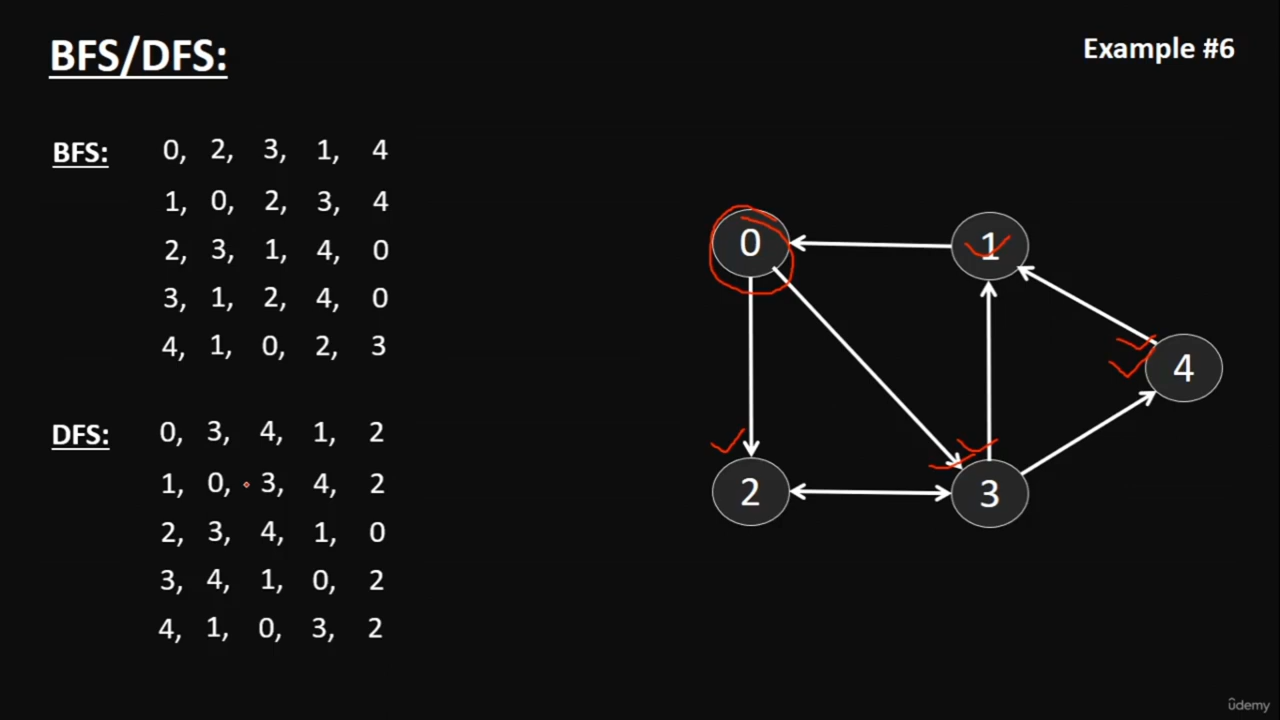 BFS/DFS:
Example #6
BFS: 0, 2, 3, 1, 4
1, 0, 2, 3, 4
2, 3, 1, 4, 0
3, 1, 2, 4, 0
4, 1, 0, 2, 3
DFS: 0, 3, 4, 1, 2
1, 0, 3, 4, 2
2, 3, 4, 1, 0
3, 4, 1, 0, 2
4, 1, 0, 3, 2
0
1
4
2
3
ûdemy